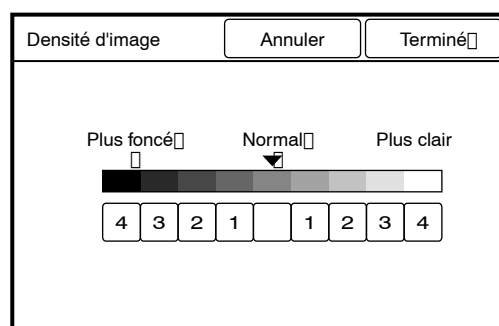 Densité d'image Annuler Terminé
Plus foncé Normal Plus clair
4 3 2 1 1 2 3 4